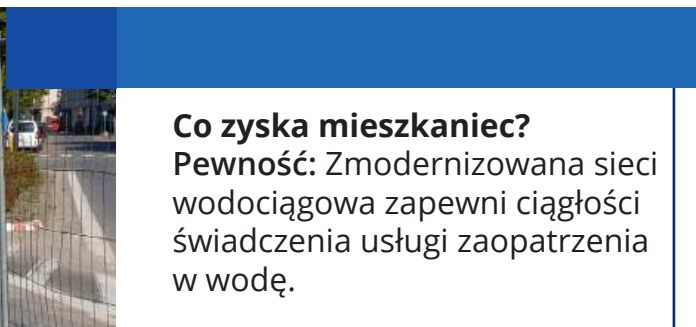 Co zyska mieszkaniec?
Pewność: Zmodernizowana sieci
wodociągowa zapewni ciągłości
świadczenia usługi zaopatrzenia
w wodę.